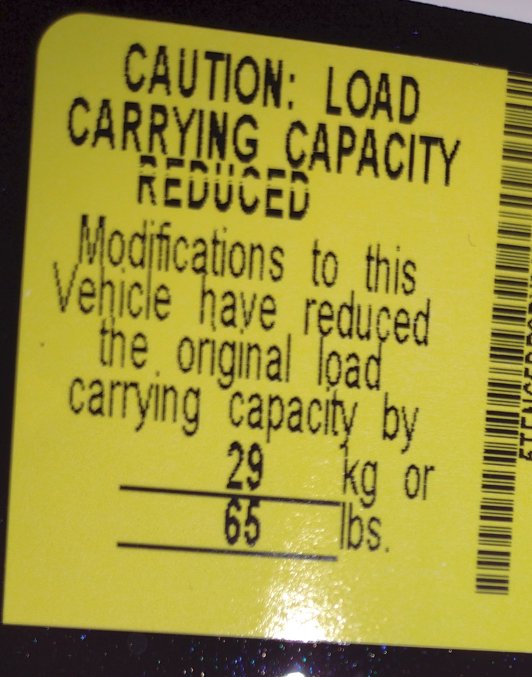 CAUTION: LOAD
CARRYING CAPACITY
REDUCED
Modifications to this
Vehicle have reduced
the original load
carrying capacity by
29 kg or
65 lbs.